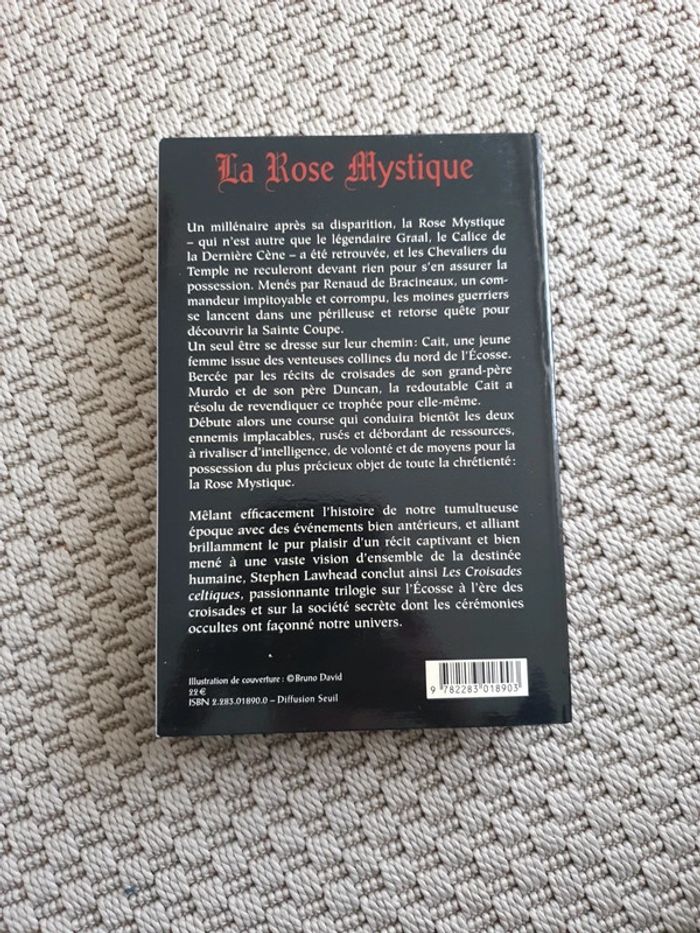 La Rose Mystique
Un millénaire après sa disparition, la Rose Mystique
– qui n'est autre que le légendaire Graal, le Calice de
la Dernière Cène – a été retrouvée, et les Chevaliers du
Temple ne reculeront devant rien pour s'en assurer la
possession. Menés par Renaud de Bracineaux, un com-
mandeur impitoyable et corrompu, les moines guerriers
se lancent dans une périlleuse et retorse quête pour
découvrir la Sainte Coupe.
Un seul être se dresse sur leur chemin : Cait, une jeune
femme issue des venteuses collines du nord de l'Écosse.
Bercée par les récits de croisades de son grand-père
Murdo et de son père Duncan, la redoutable Cait a
résolu de revendiquer ce trophée pour elle-même.
Débute alors une course qui conduira bientôt les deux
ennemis implacables, rusés et débordant de ressources,
à rivaliser d'intelligence, de volonté et de moyens pour la
possession du plus précieux objet de toute la chrétienté :
la Rose Mystique.
Mêlant efficacement l'histoire de notre tumultueuse
époque avec des événements bien antérieurs, et alliant
brillamment le pur plaisir d'un récit captivant et bien
mené à une vaste vision d'ensemble de la destinée
humaine, Stephen Lawhead conclut ainsi Les Croisades
celtiques, passionnante trilogie sur l'Écosse à l'ère des
croisades et sur la société secrète dont les cérémonies
occultes ont façonné notre univers.
Illustration de couverture : © Bruno David
22 €
ISBN 2.283.01890.0 – Diffusion Seuil
9 782283 018903